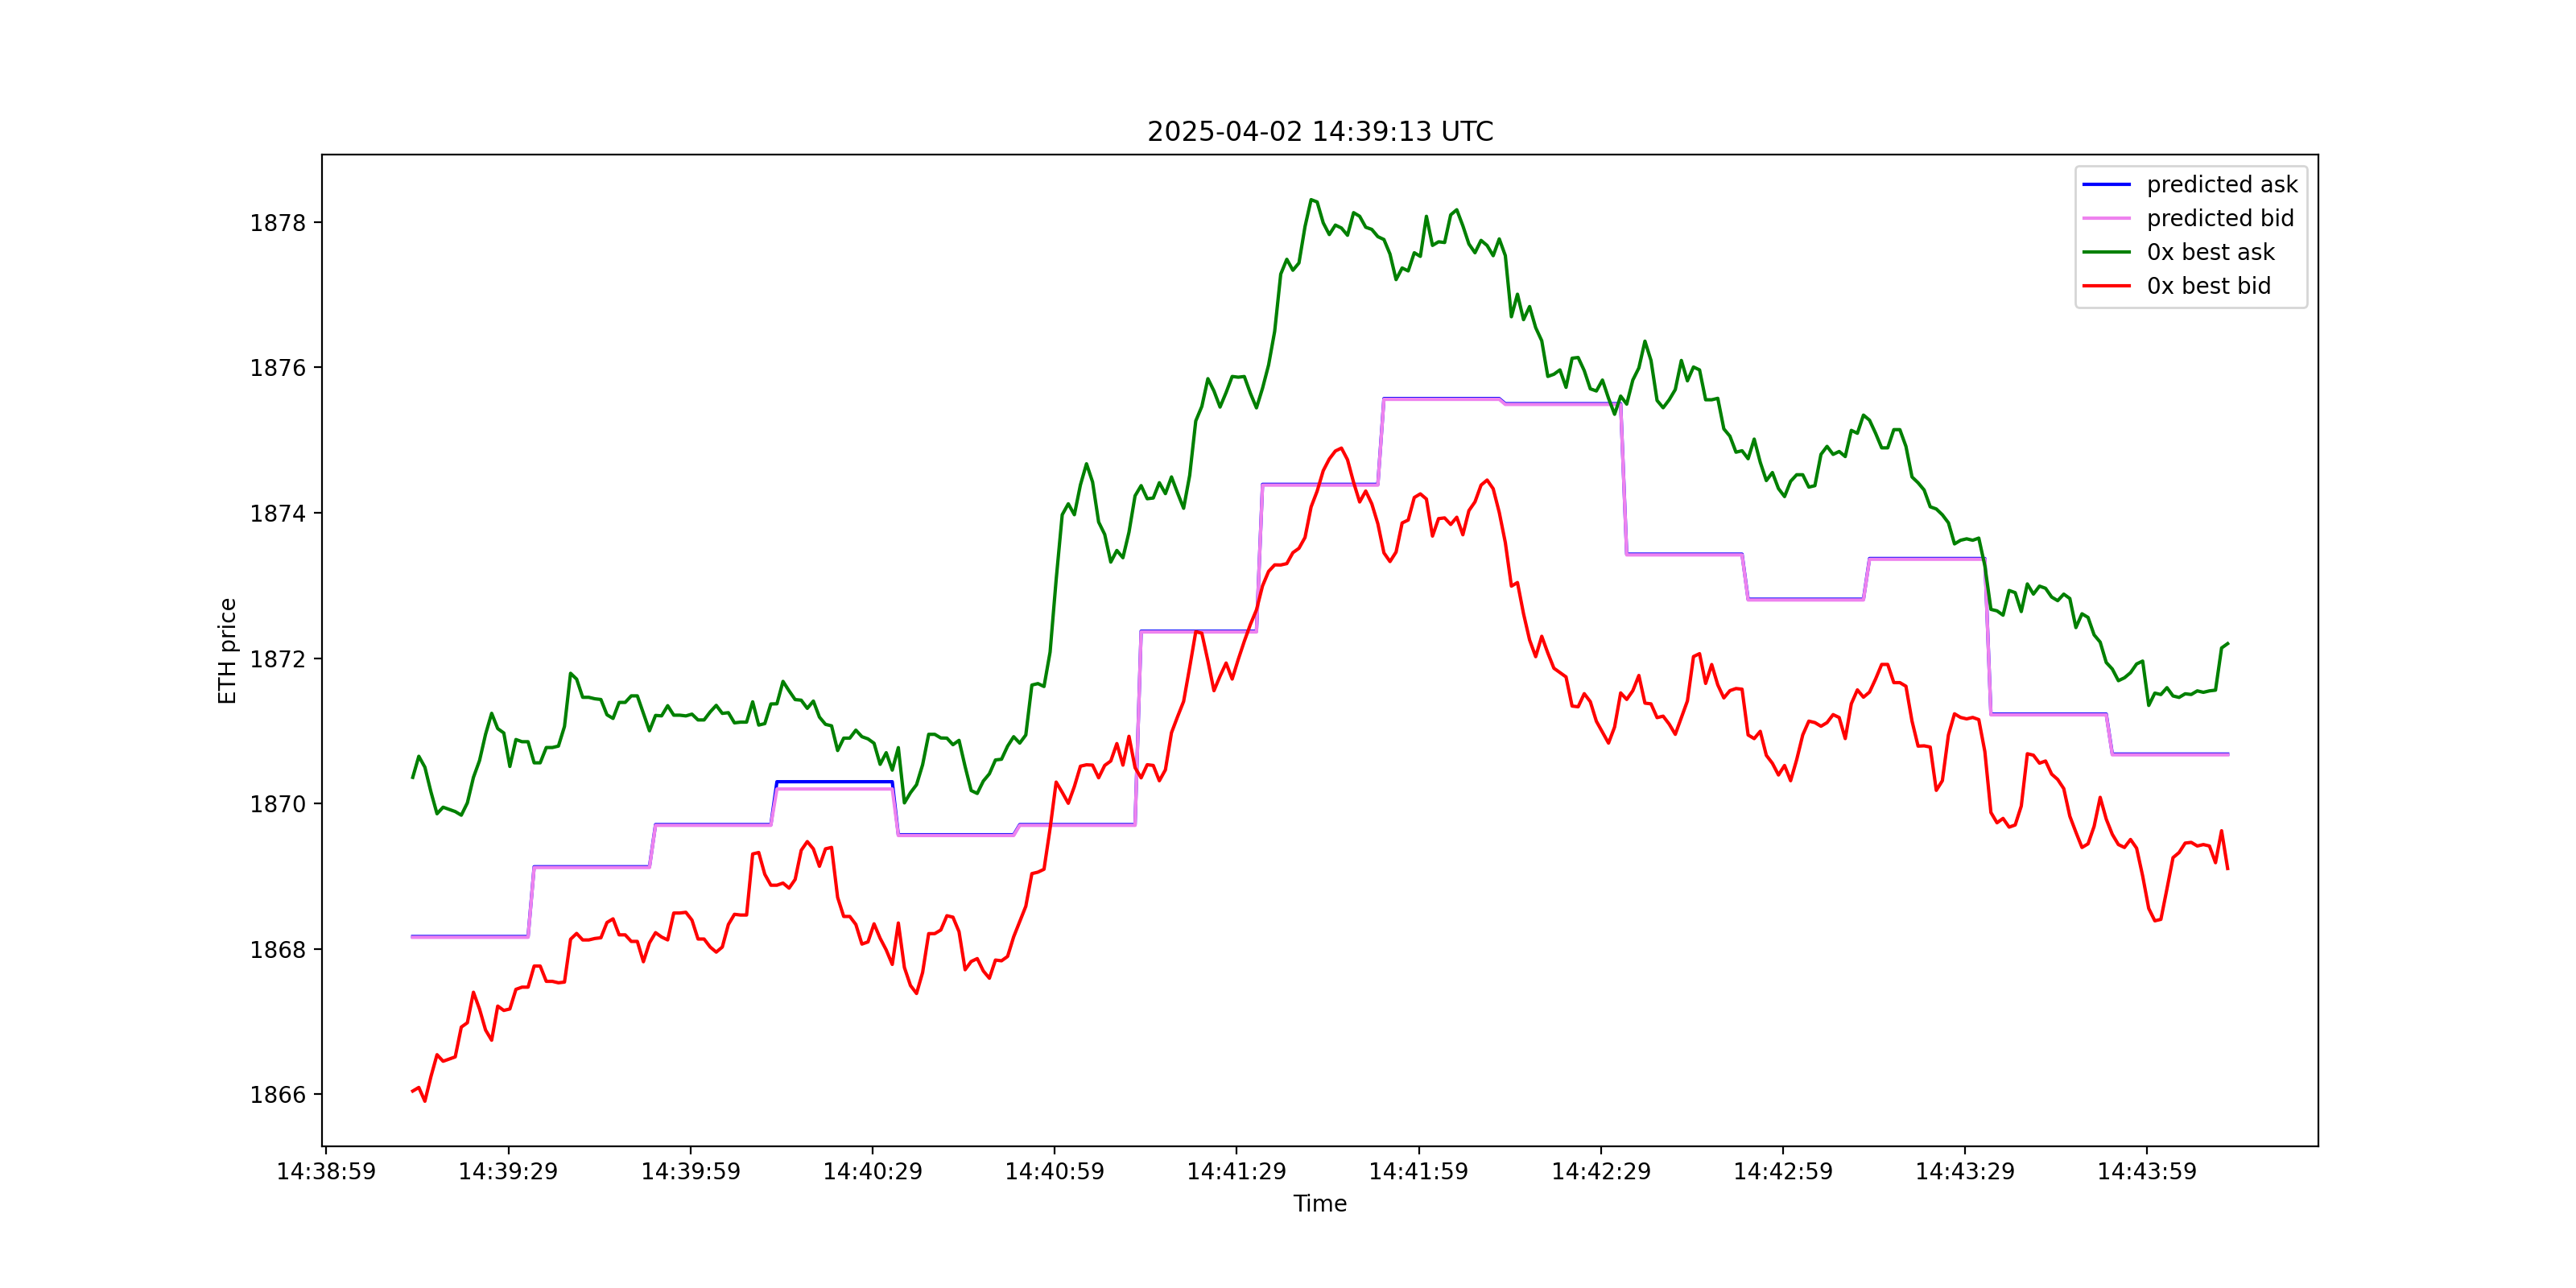 2025-04-02 14:39:13 UTC
predicted ask
predicted bid
0x best ask
0x best bid
1878
1876
1874
1872
1870
1868
1866
ETH price
14:38:59 14:39:29 14:39:59 14:40:29 14:40:59 14:41:29 14:41:59 14:42:29 14:42:59 14:43:29 14:43:59
Time